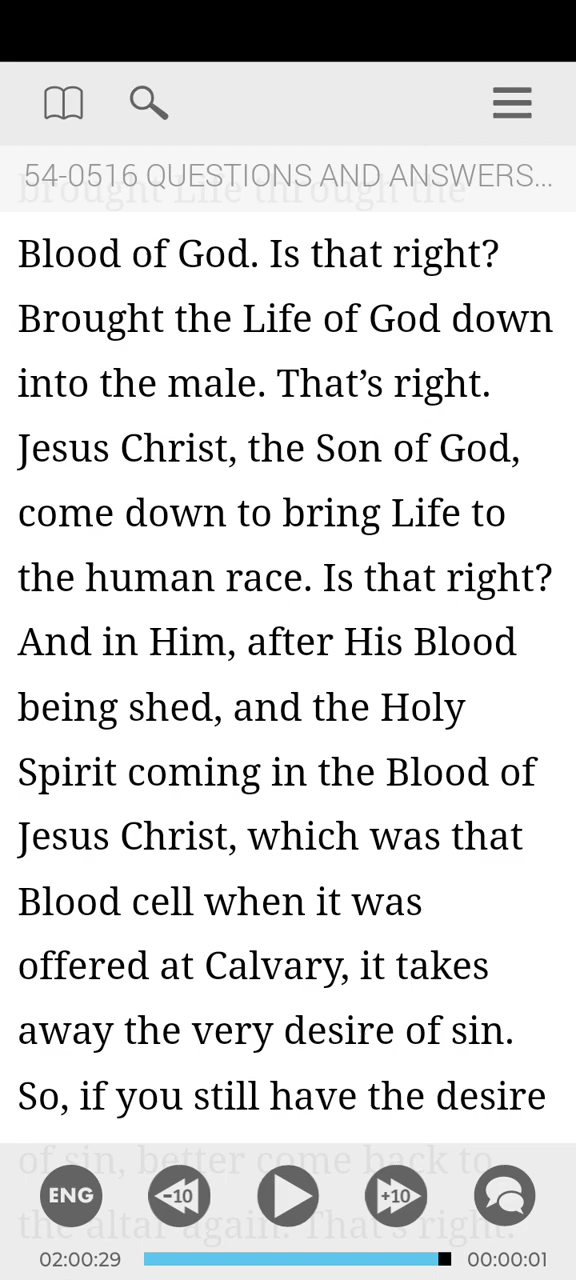 54-0516 QUESTIONS AND ANSWERS...
brought Life through the
Blood of God. Is that right?
Brought the Life of God down
into the male. That’s right.
Jesus Christ, the Son of God,
come down to bring Life to
the human race. Is that right?
And in Him, after His Blood
being shed, and the Holy
Spirit coming in the Blood of
Jesus Christ, which was that
Blood cell when it was
offered at Calvary, it takes
away the very desire of sin.
So, if you still have the desire
of sin, better come back to
the altar again. That’s right.
ENG -10 +10
02:00:29 00:00:01